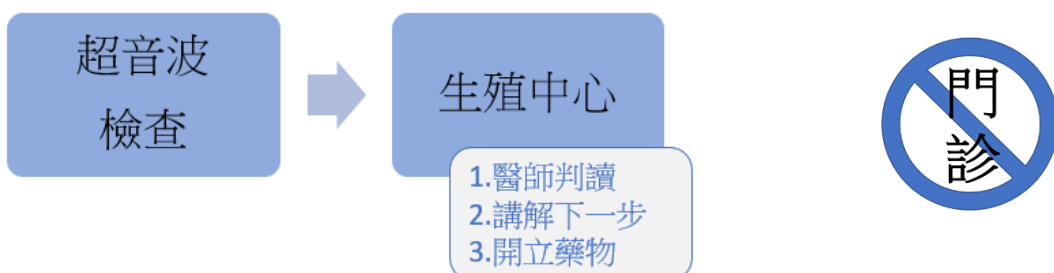 超音波
檢查
生殖中心
1.醫師判讀
2.講解下一步
3.開立藥物
門
診